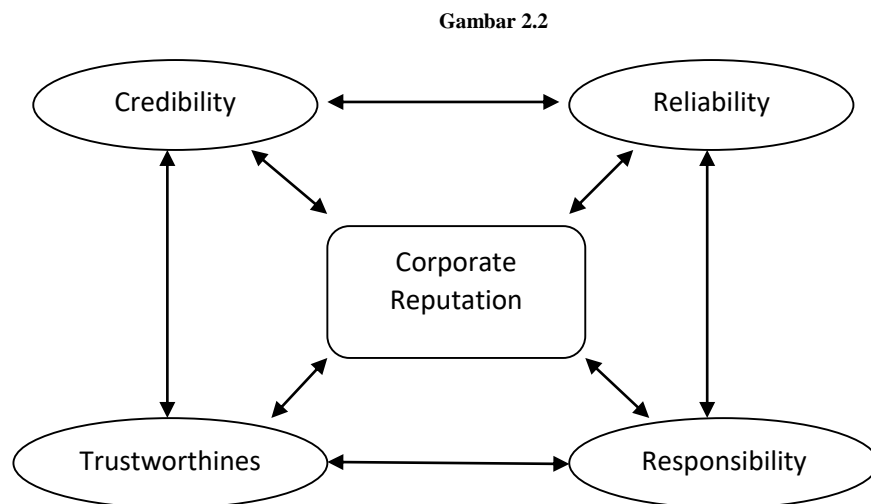 Gambar 2.2
Credibility
Reliability
Corporate
Reputation
Trustworthines
Responsibility